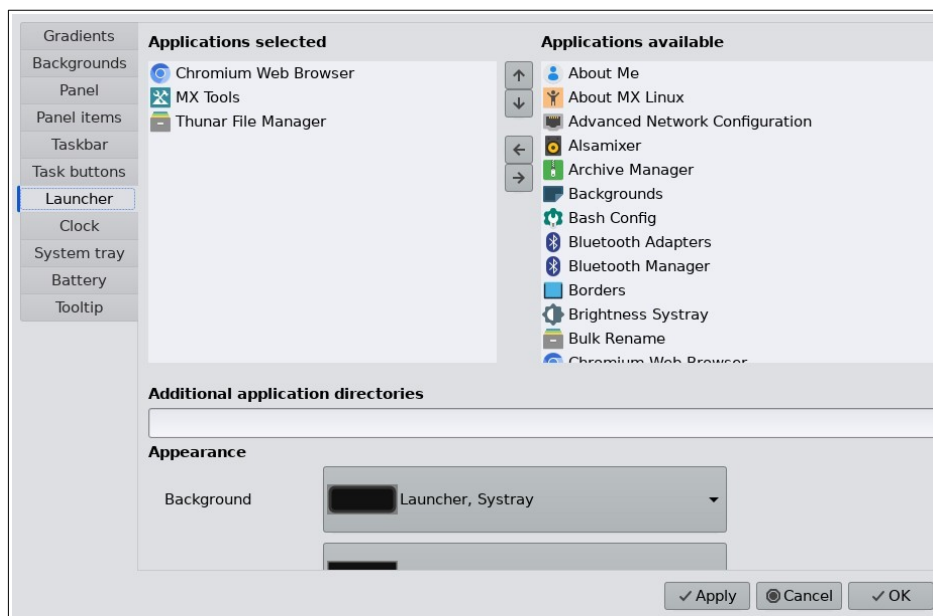 Gradients
Backgrounds
Panel
Panel items
Taskbar
Task buttons
Launcher
Clock
System tray
Battery
Tooltip
Applications selected
Chromium Web Browser
MX Tools
Thunar File Manager
Applications available
About Me
About MX Linux
Advanced Network Configuration
Alsamixer
Archive Manager
Backgrounds
Bash Config
Bluetooth Adapters
Bluetooth Manager
Borders
Brightness Systray
Bulk Rename
Chromium Web Browser
Additional application directories
Appearance
Background
Launcher, Systray
Apply
Cancel
OK